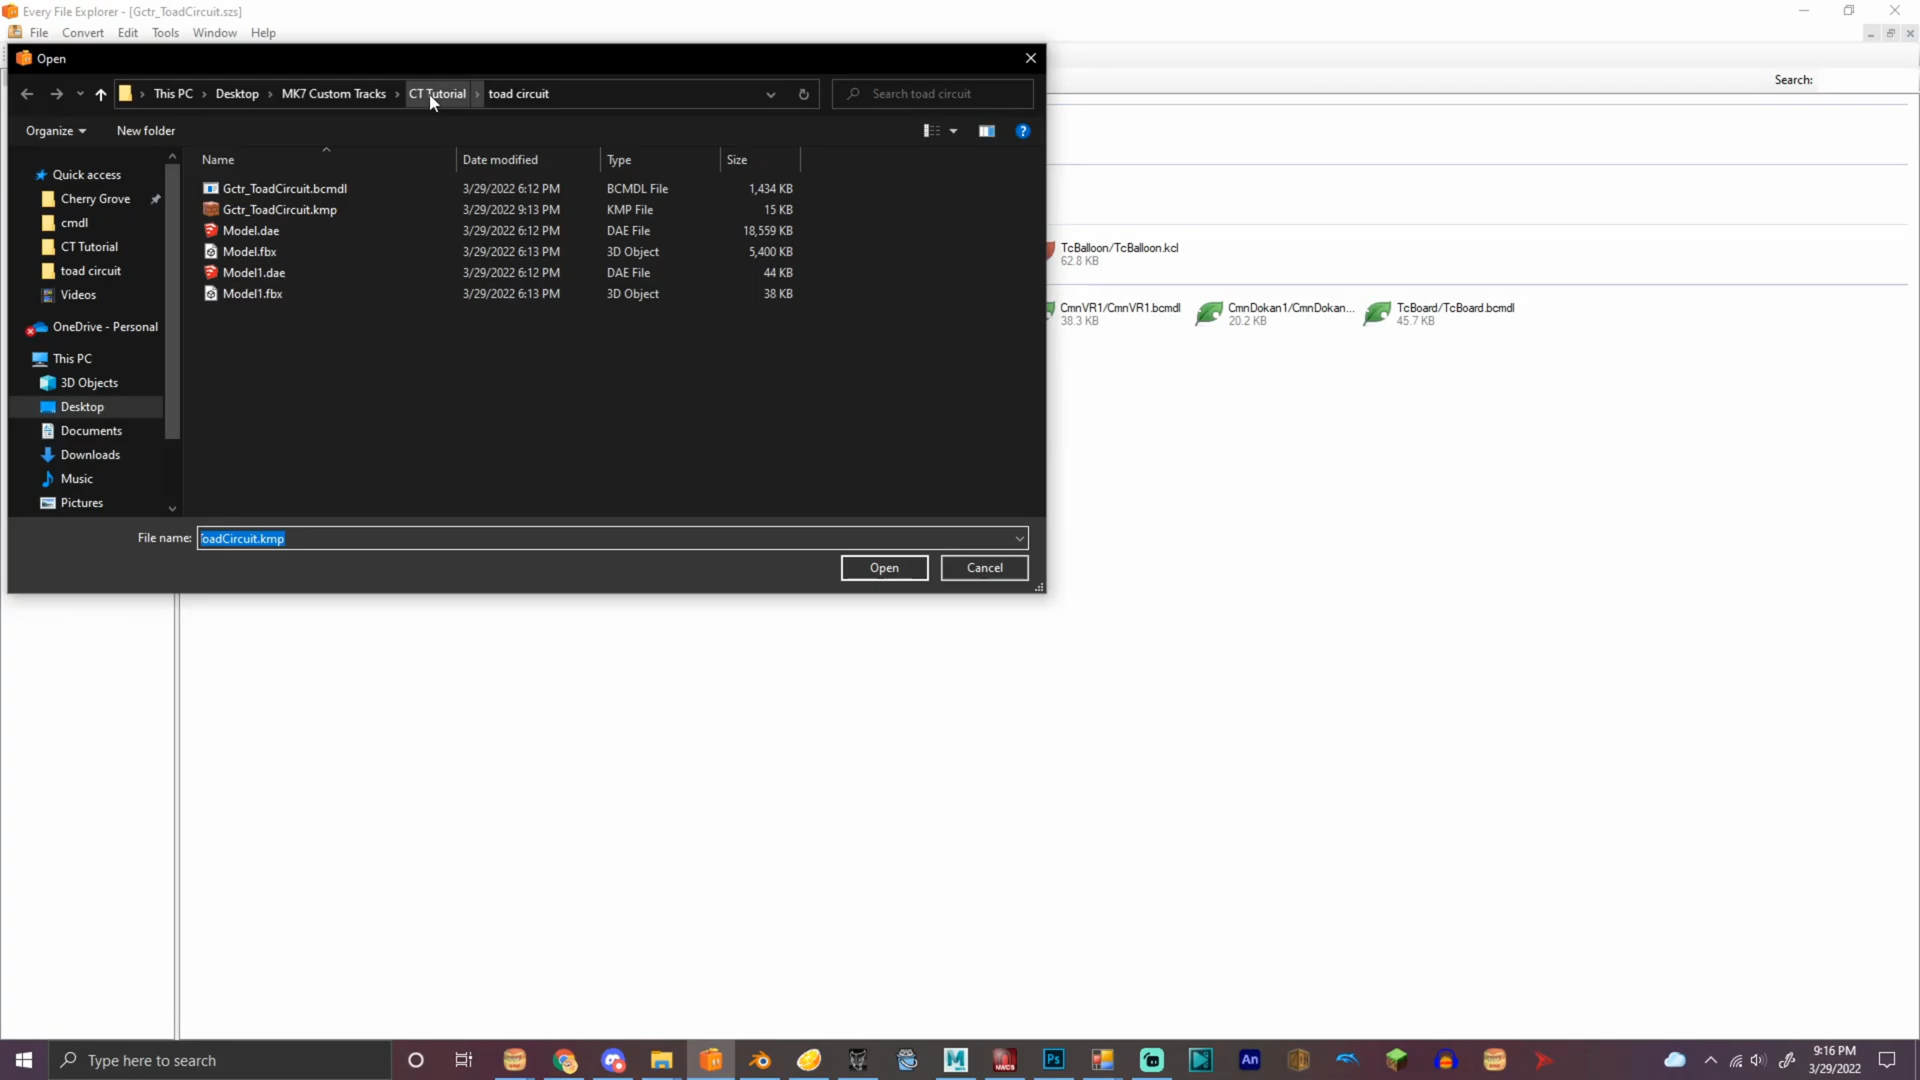 Every File Explorer - [Gctr_ToadCircuit.szs]
File Convert Edit Tools Window Help
Open
This PC Desktop MK7 Custom Tracks CT Tutorial toad circuit
Search toad circuit
Search:
Organize New folder
Name Date modified Type Size
Gctr_ToadCircuit.bcmdl 3/29/2022 6:12 PM BCMDL File 1,434 KB
Gctr_ToadCircuit.kmp 3/29/2022 9:13 PM KMP File 15 KB
Model.dae 3/29/2022 6:12 PM DAE File 18,559 KB
Model.fbx 3/29/2022 6:13 PM 3D Object 5,400 KB
Model1.dae 3/29/2022 6:12 PM DAE File 44 KB
Model1.fbx 3/29/2022 6:13 PM 3D Object 38 KB
Quick access
Cherry Grove
cmdl
CT Tutorial
toad circuit
Videos
OneDrive - Personal
This PC
3D Objects
Desktop
Documents
Downloads
Music
Pictures
TcBalloon/TcBalloon.kcl
62.8 KB
CmnVR1/CmnVR1.bcmdl
38.3 KB
CmnDokan1/CmnDokan...
20.2 KB
TcBoard/TcBoard.bcmdl
45.7 KB
File name: oadCircuit.kmp
Open Cancel
Type here to search
M
NWCS
Ps
An
9:16 PM
3/29/2022